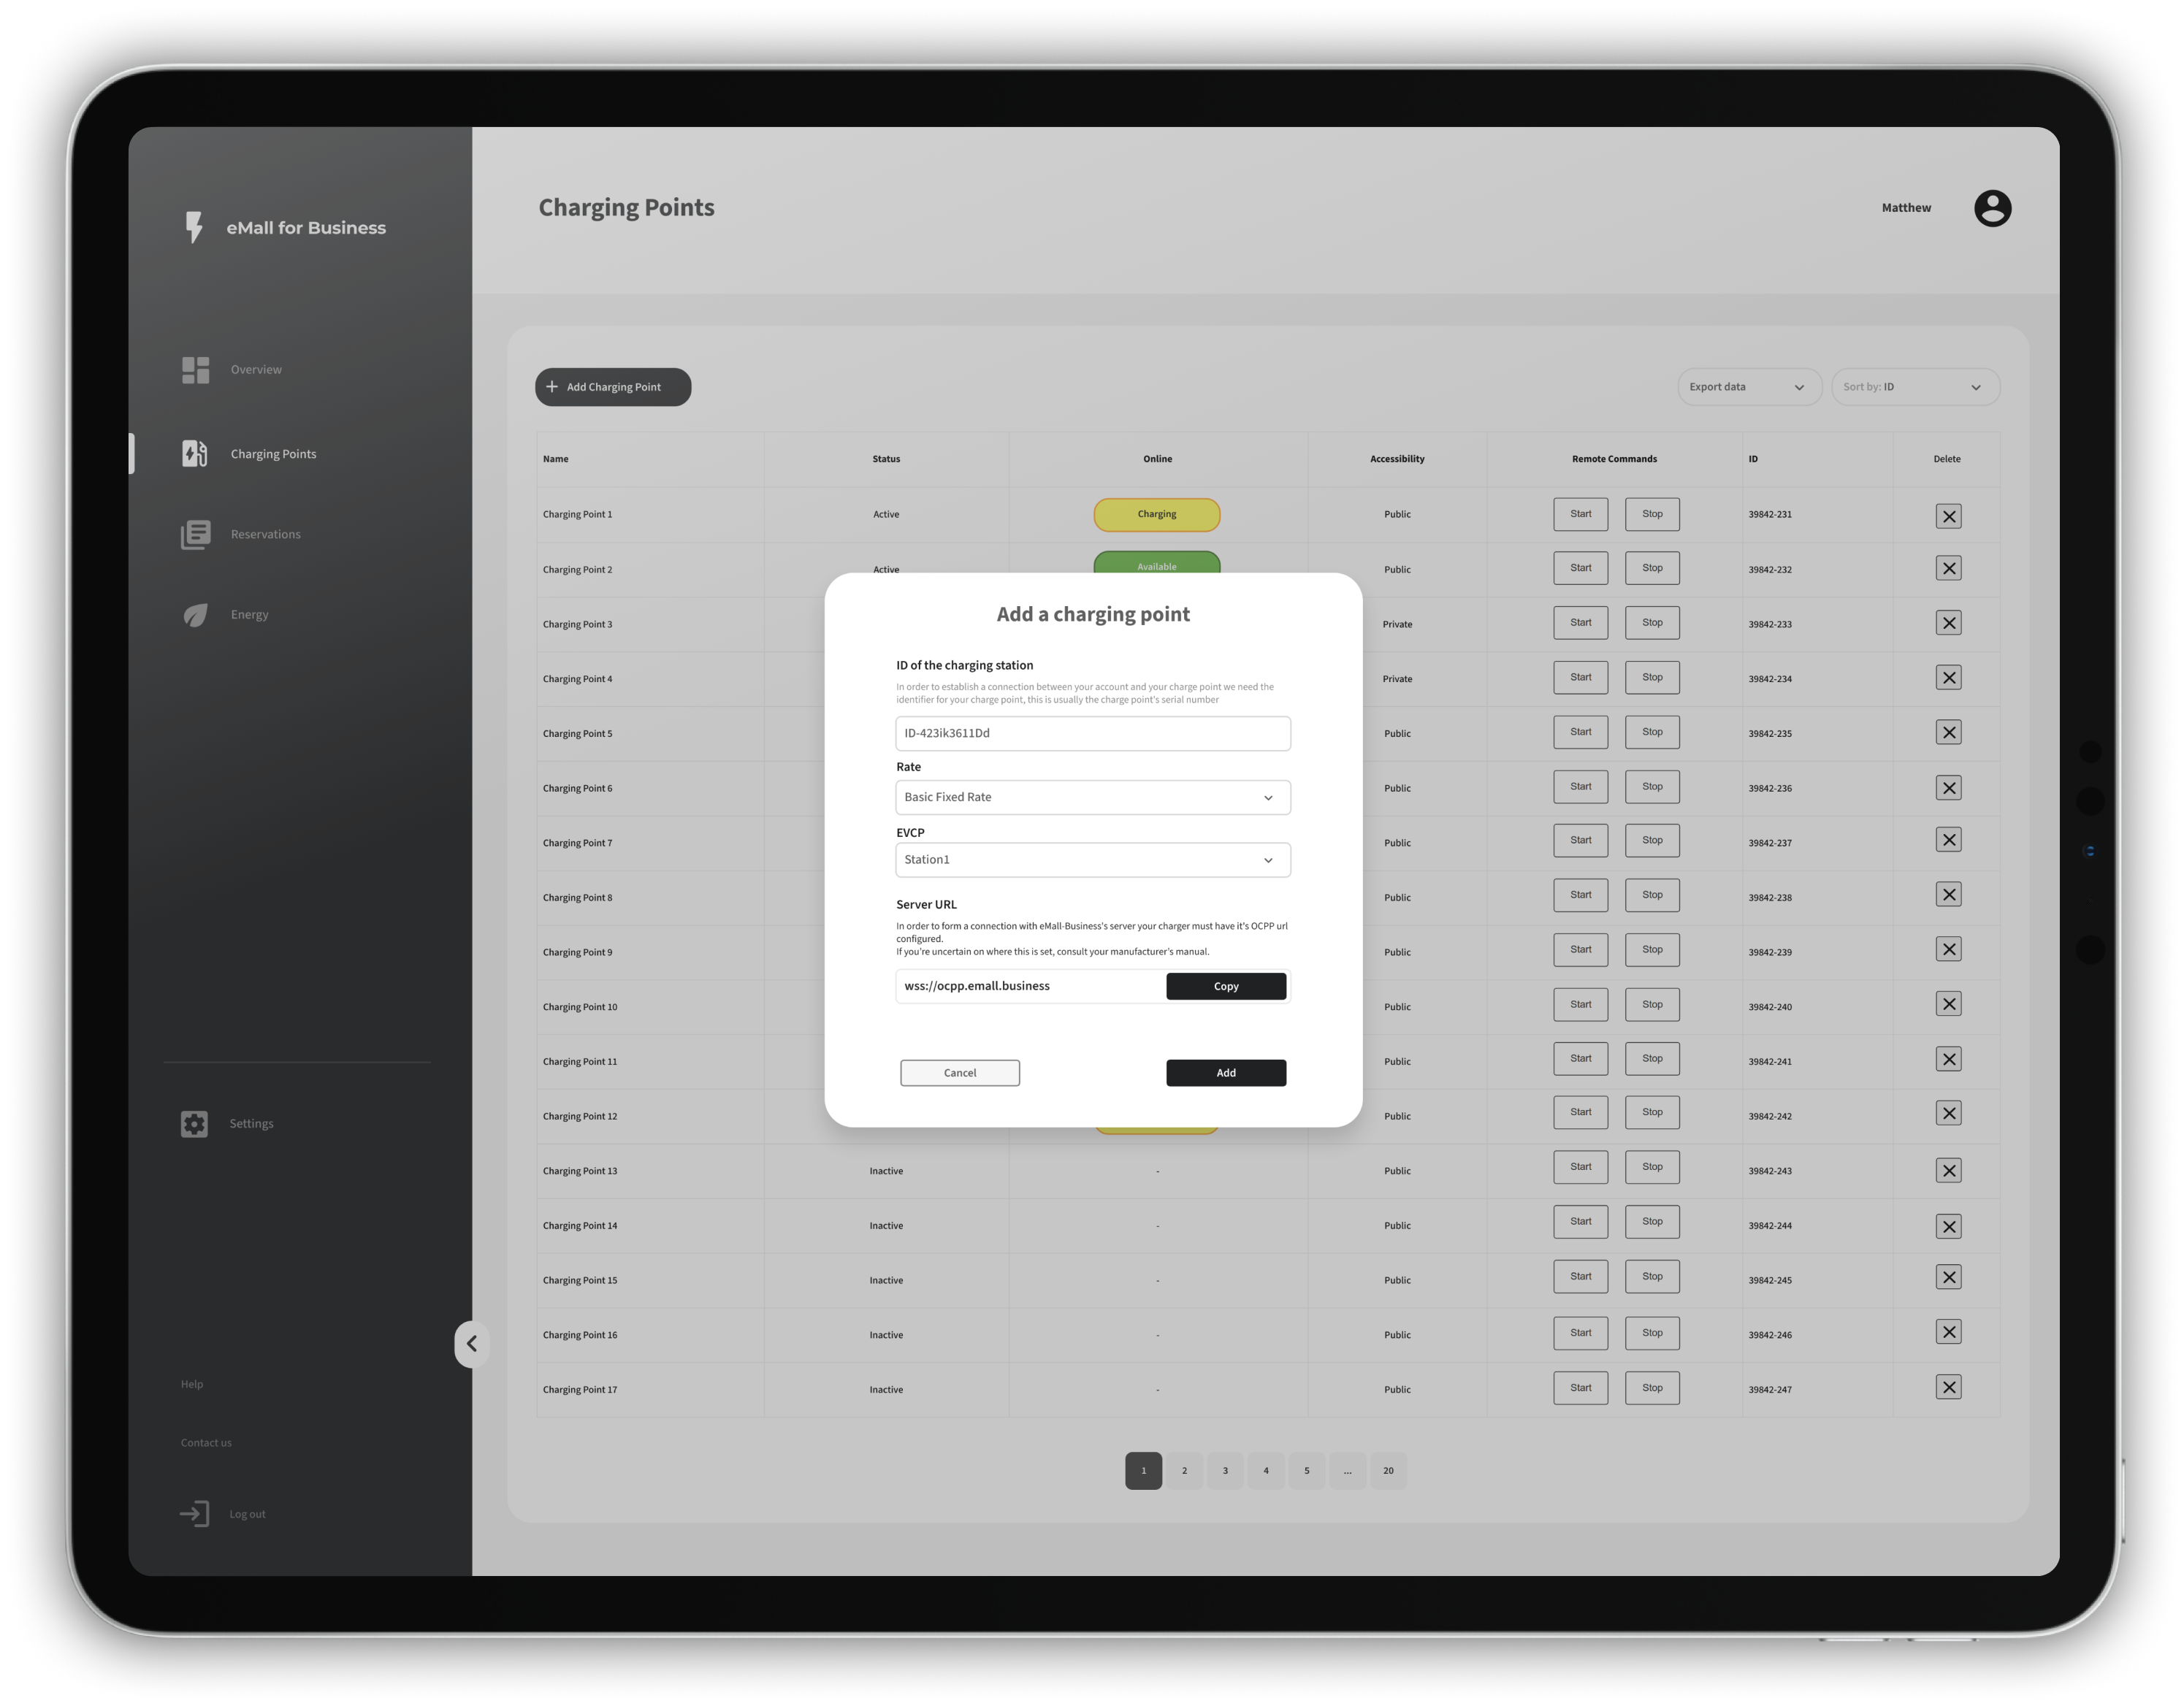 eMall for Business
Overview
Charging Points
Reservations
Energy
Settings
Help
Contact us
Log out
Charging Points
Matthew
Add Charging Point
Export data
Sort by: ID
Name Status Online Accessibility Remote Commands ID Delete
Charging Point 1 Active Charging Public Start Stop 39842-231
Charging Point 2 Active Available Public Start Stop 39842-232
Charging Point 3 Private Start Stop 39842-233
Charging Point 4 Private Start Stop 39842-234
Charging Point 5 Public Start Stop 39842-235
Charging Point 6 Public Start Stop 39842-236
Charging Point 7 Public Start Stop 39842-237
Charging Point 8 Public Start Stop 39842-238
Charging Point 9 Public Start Stop 39842-239
Charging Point 10 Public Start Stop 39842-240
Charging Point 11 Public Start Stop 39842-241
Charging Point 12 Public Start Stop 39842-242
Charging Point 13 Inactive - Public Start Stop 39842-243
Charging Point 14 Inactive - Public Start Stop 39842-244
Charging Point 15 Inactive - Public Start Stop 39842-245
Charging Point 16 Inactive - Public Start Stop 39842-246
Charging Point 17 Inactive - Public Start Stop 39842-247
1 2 3 4 5 ... 20
Add a charging point
ID of the charging station
In order to establish a connection between your account and your charge point we need the
identifier for your charge point, this is usually the charge point's serial number
ID-423ik3611Dd
Rate
Basic Fixed Rate
EVCP
Station1
Server URL
In order to form a connection with eMall-Business's server your charger must have it's OCPP url
configured.
If you're uncertain on where this is set, consult your manufacturer's manual.
wss://ocpp.emall.business
Copy
Cancel
Add